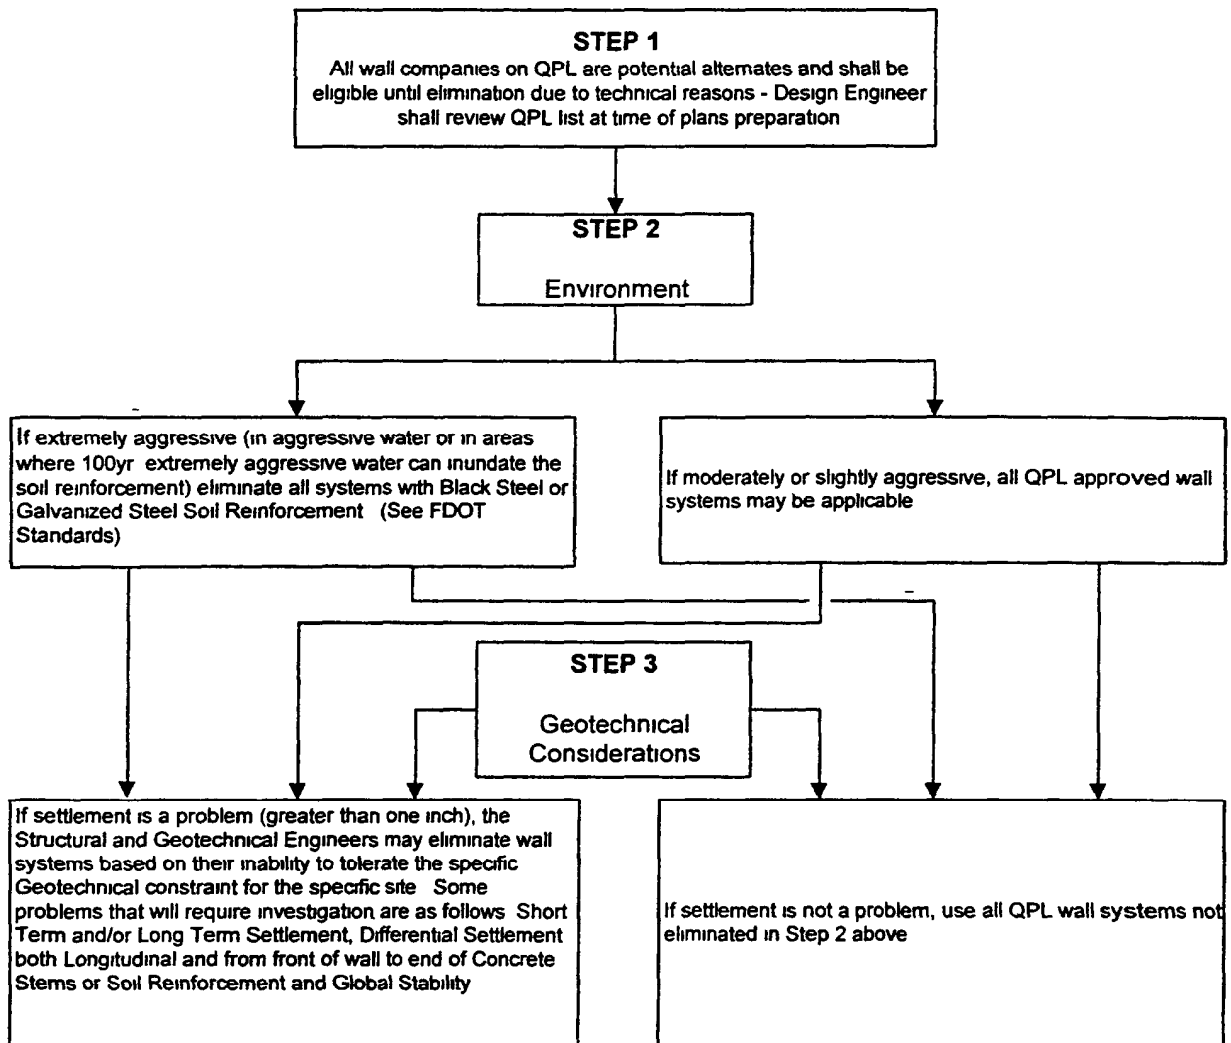 STEP 1
All wall companies on QPL are potential alternates and shall be
eligible until elimination due to technical reasons - Design Engineer
shall review QPL list at time of plans preparation
STEP 2
Environment
If extremely aggressive (in aggressive water or in areas
where 100yr extremely aggressive water can inundate the
soil reinforcement) eliminate all systems with Black Steel or
Galvanized Steel Soil Reinforcement (See FDOT
Standards)
If moderately or slightly aggressive, all QPL approved wall
systems may be applicable
STEP 3
Geotechnical
Considerations
If settlement is a problem (greater than one inch), the
Structural and Geotechnical Engineers may eliminate wall
systems based on their inability to tolerate the specific
Geotechnical constraint for the specific site Some
problems that will require investigation are as follows Short
Term and/or Long Term Settlement, Differential Settlement
both Longitudinal and from front of wall to end of Concrete
Stems or Soil Reinforcement and Global Stability
If settlement is not a problem, use all QPL wall systems not
eliminated in Step 2 above